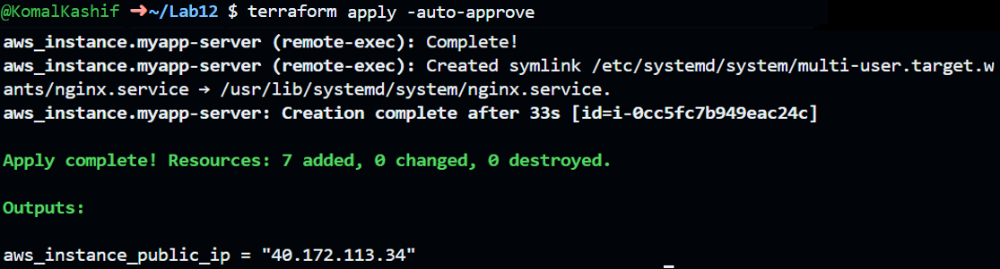 @KomalKashif ➜~/Lab12 $ terraform apply -auto-approve
aws_instance.myapp-server (remote-exec): Complete!
aws_instance.myapp-server (remote-exec): Created symlink /etc/systemd/system/multi-user.target.w
ants/nginx.service → /usr/lib/systemd/system/nginx.service.
aws_instance.myapp-server: Creation complete after 33s [id=i-0cc5fc7b949eac24c]
Apply complete! Resources: 7 added, 0 changed, 0 destroyed.
Outputs:
aws_instance_public_ip = "40.172.113.34"